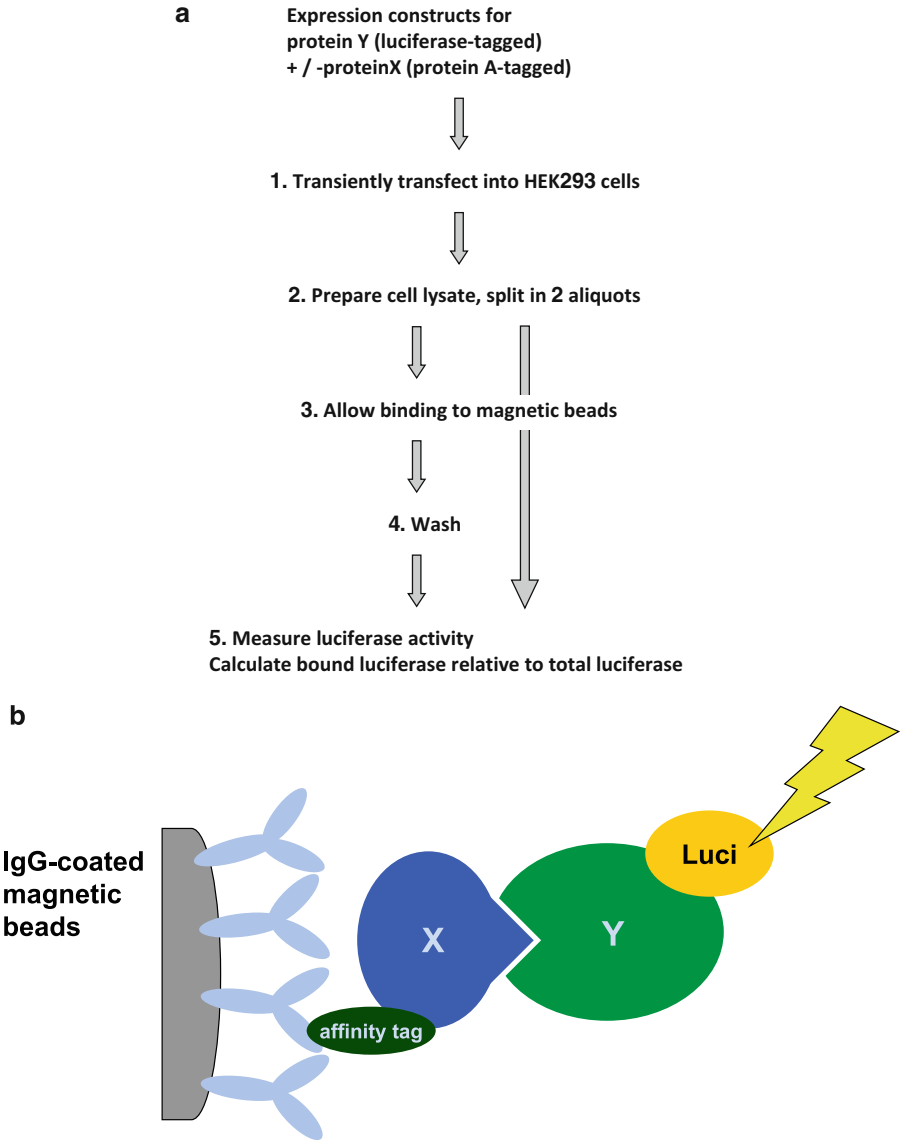 a
Expression constructs for
protein Y (luciferase-tagged)
+ / -proteinX (protein A-tagged)
1. Transiently transfect into HEK293 cells
2. Prepare cell lysate, split in 2 aliquots
3. Allow binding to magnetic beads
4. Wash
5. Measure luciferase activity
Calculate bound luciferase relative to total luciferase
b
IgG-coated
magnetic
beads
X
Y
Luci
affinity tag